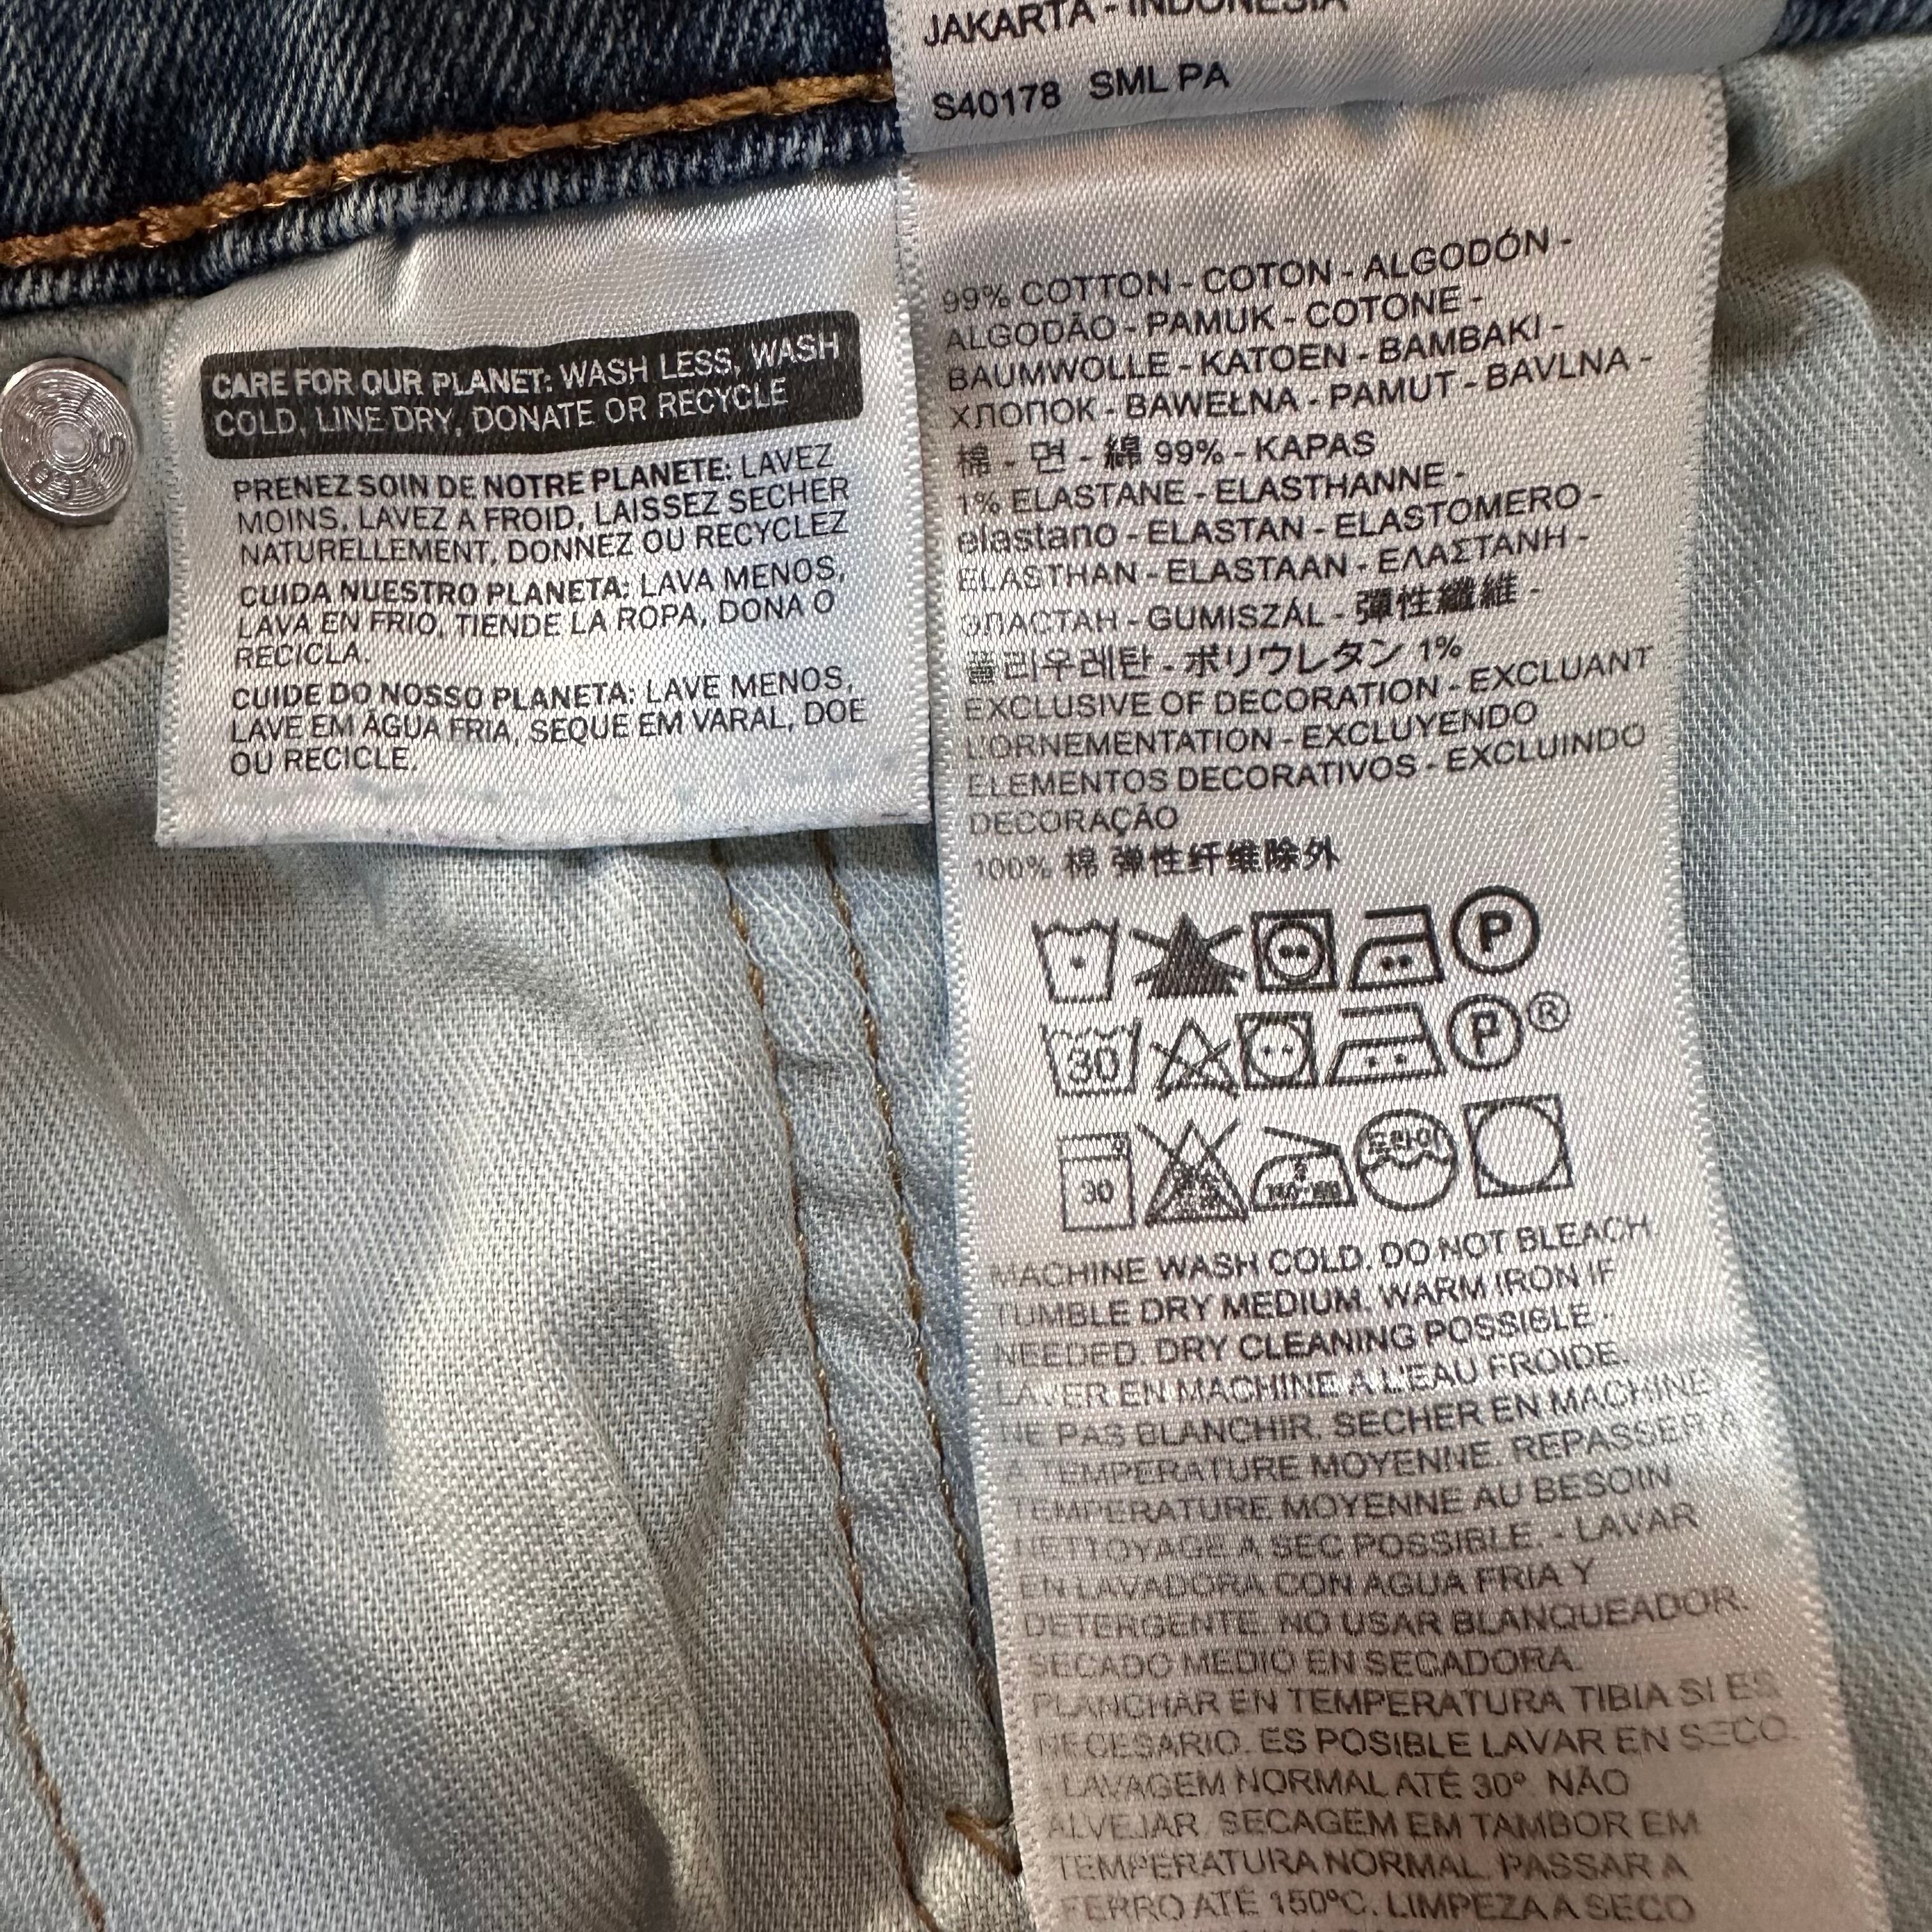 JAKARTA - INDONESIA
S40178 SML PA
CARE FOR OUR PLANET: WASH LESS, WASH
COLD, LINE DRY, DONATE OR RECYCLE
PRENEZ SOIN DE NOTRE PLANETE: LAVEZ
MOINS, LAVEZ A FROID, LAISSEZ SECHER
NATURELLEMENT, DONNEZ OU RECYCLEZ
CUIDA NUESTRO PLANETA: LAVA MENOS,
LAVA EN FRIO, TIENDE LA ROPA, DONA O
RECICLA.
CUIDE DO NOSSO PLANETA: LAVE MENOS,
LAVE EM ÁGUA FRIA, SEQUE EM VARAL, DOE
OU RECICLE.
99% COTTON - COTON - ALGODÓN -
ALGODÃO - PAMUK - COTONE -
BAUMWOLLE - KATOEN - BAMBAKI -
ХЛОПОК - BAWEŁNA - PAMUT - BAVLNA -
棉 - 면 - 綿 99% - KAPAS
1% ELASTANE - ELASTHANNE -
elastano - ELASTAN - ELASTOMERO -
ELASTHAN - ELASTAAN - ΕΛΑΣΤΑΝΗ -
ЭЛАСТАН - GUMISZÁL - 彈性纖維 -
폴리우레탄 - ポリウレタン 1%
EXCLUSIVE OF DECORATION - EXCLUANT
L'ORNEMENTATION - EXCLUYENDO
ELEMENTOS DECORATIVOS - EXCLUINDO
DECORAÇÃO
100% 棉 弹性纤维除外
P
30 P ®
30 드라이
MACHINE WASH COLD. DO NOT BLEACH.
TUMBLE DRY MEDIUM. WARM IRON IF
NEEDED. DRY CLEANING POSSIBLE -
LAVER EN MACHINE A L'EAU FROIDE.
NE PAS BLANCHIR. SECHER EN MACHINE
A TEMPERATURE MOYENNE. REPASSER A
TEMPERATURE MOYENNE AU BESOIN
NETTOYAGE A SEC POSSIBLE. - LAVAR
EN LAVADORA CON AGUA FRIA Y
DETERGENTE. NO USAR BLANQUEADOR.
SECADO MEDIO EN SECADORA.
PLANCHAR EN TEMPERATURA TIBIA SI ES
NECESARIO. ES POSIBLE LAVAR EN SECO.
- LAVAGEM NORMAL ATÉ 30º. NÃO
ALVEJAR. SECAGEM EM TAMBOR EM
TEMPERATURA NORMAL. PASSAR A
FERRO ATÉ 150ºC. LIMPEZA A SECO